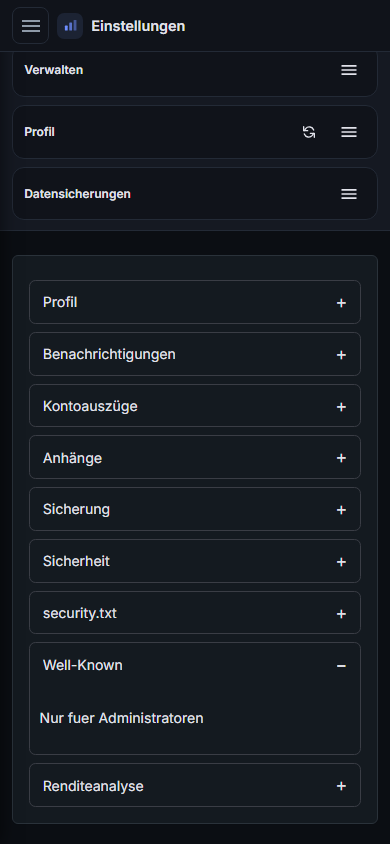 Einstellungen
Verwalten
Profil
Datensicherungen
Profil
Benachrichtigungen
Kontoauszüge
Anhänge
Sicherung
Sicherheit
security.txt
Well-Known
Nur fuer Administratoren
Renditeanalyse